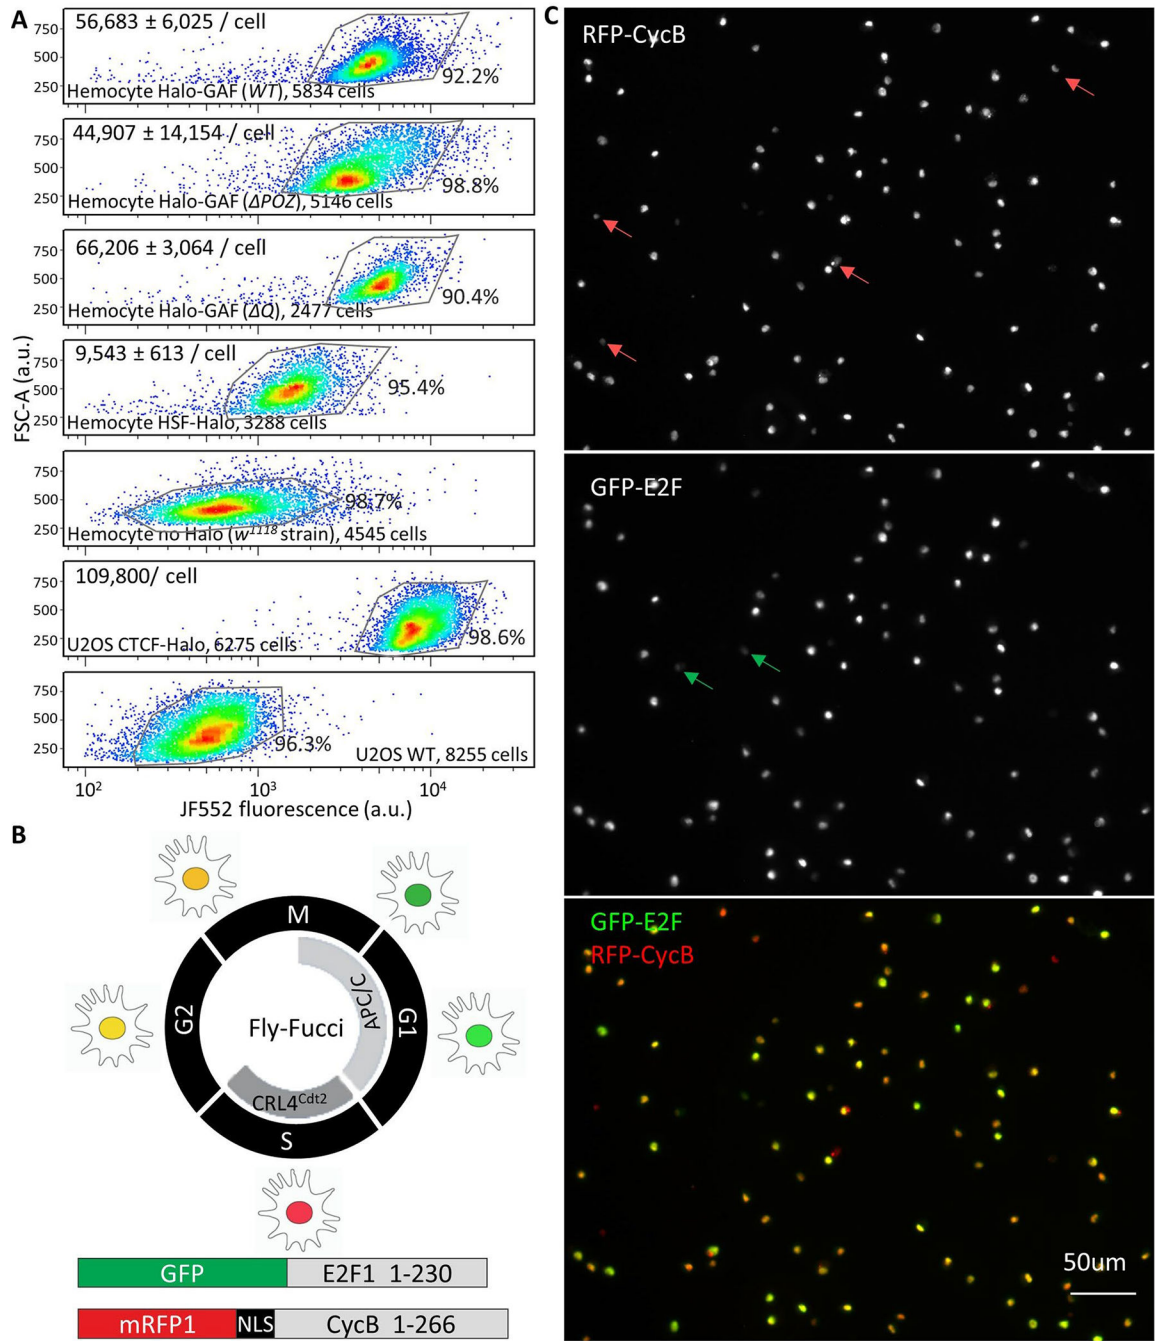 A
56,683 ± 6,025 / cell
750
500
250
92.2%
Hemocyte Halo-GAF (WT), 5834 cells
44,907 ± 14,154 / cell
750
500
250
98.8%
Hemocyte Halo-GAF (ΔPOZ), 5146 cells
66,206 ± 3,064 / cell
750
500
250
90.4%
Hemocyte Halo-GAF (ΔQ), 2477 cells
9,543 ± 613 / cell
750
500
250
95.4%
Hemocyte HSF-Halo, 3288 cells
750
500
250
98.7%
Hemocyte no Halo (w1118 strain), 4545 cells
109,800/ cell
750
500
250
98.6%
U2OS CTCF-Halo, 6275 cells
750
500
250
96.3%
U2OS WT, 8255 cells
FSC-A (a.u.)
10² 10³ 10⁴
JF552 fluorescence (a.u.)
B
M
G1
S
G2
APC/C
Fly-Fucci
CRL4Cdt2
GFP E2F1 1-230
mRFP1 NLS CycB 1-266
C
RFP-CycB
GFP-E2F
GFP-E2F
RFP-CycB
50um